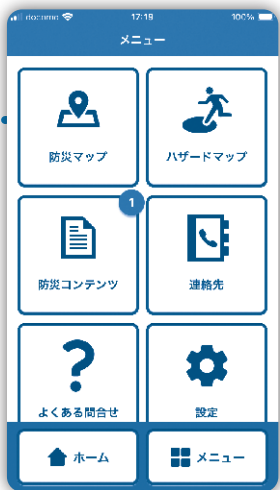 docomo 17:19 100%
メニュー
防災マップ ハザードマップ
1
防災コンテンツ 連絡先
よくある問合せ 設定
ホーム メニュー